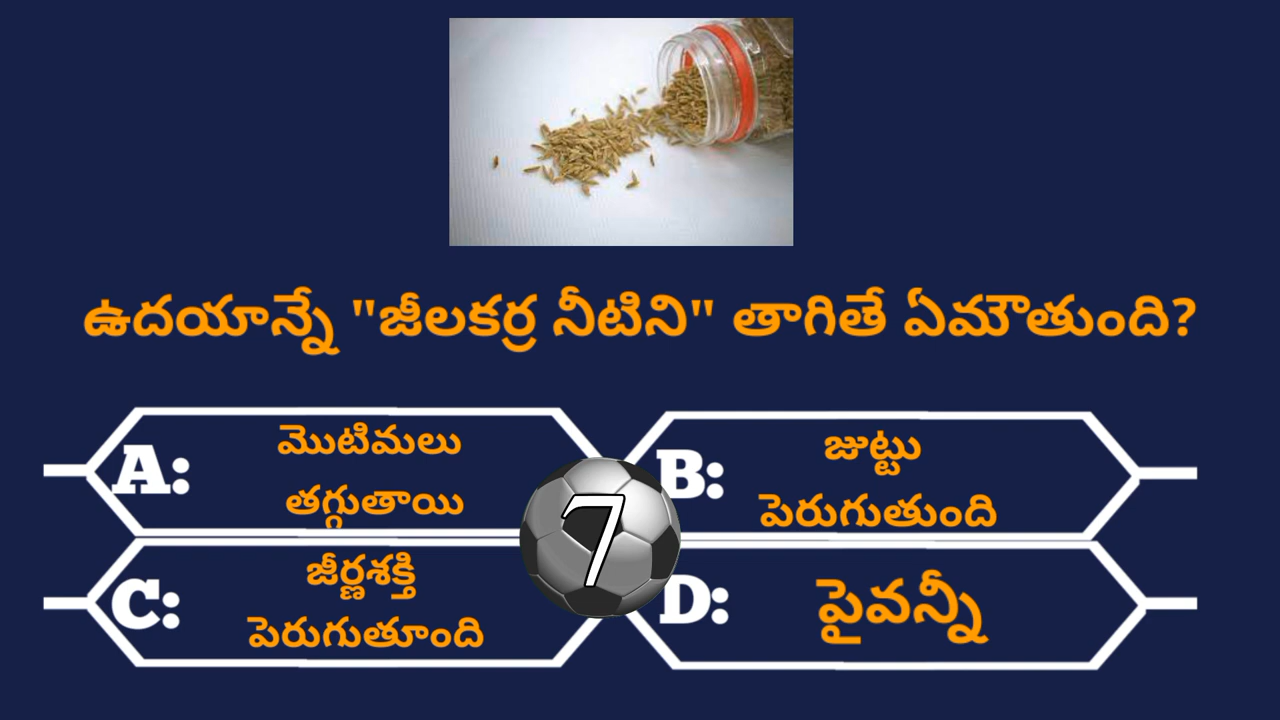 ఉదయాన్నే "జీలకర్ర నీటిని" తాగితే ఏమౌతుంది?
A: మొటిమలు
తగ్గుతాయి
B: జుట్టు
పెరుగుతుంది
7
C: జీర్ణశక్తి
పెరుగుతూంది
D: పైవన్నీ